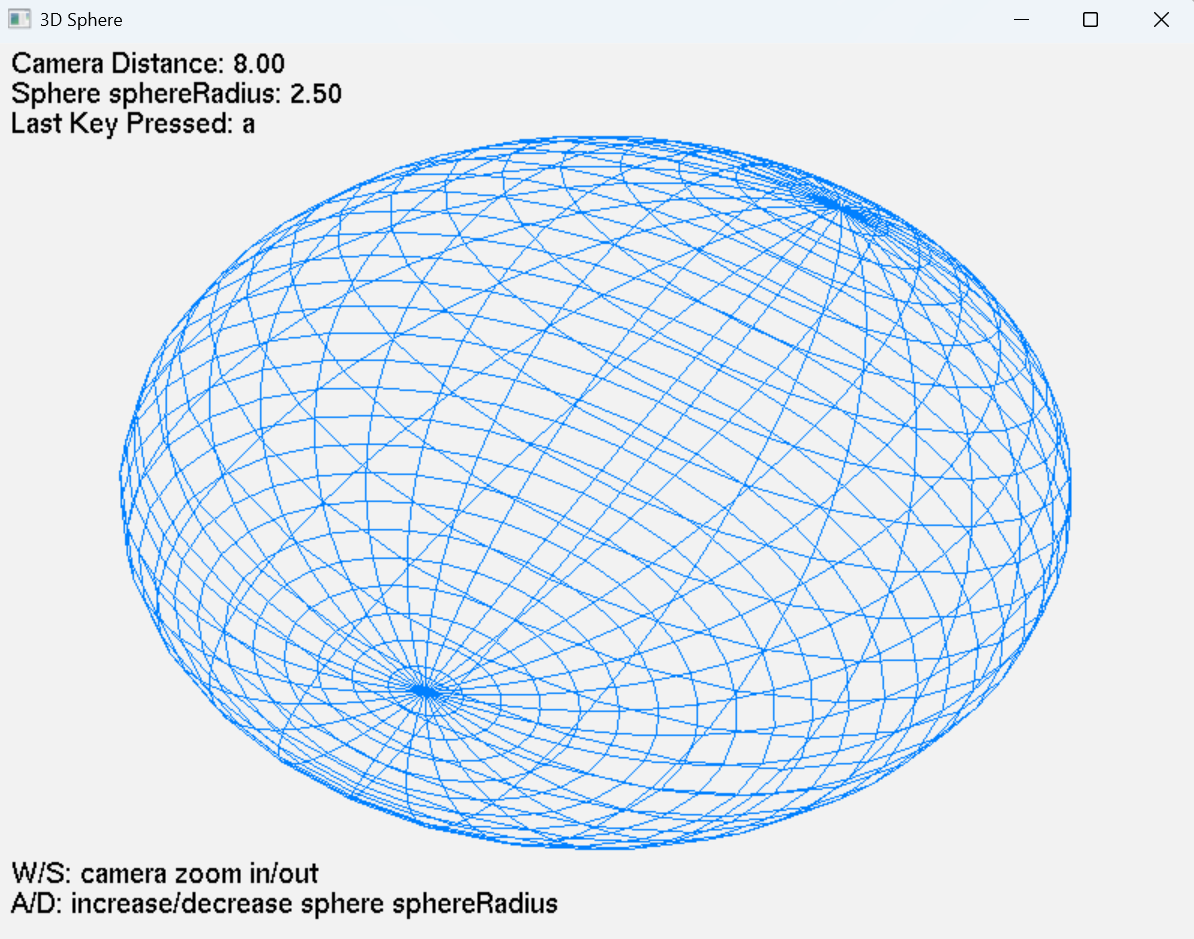 3D Sphere
Camera Distance: 8.00
Sphere sphereRadius: 2.50
Last Key Pressed: a
W/S: camera zoom in/out
A/D: increase/decrease sphere sphereRadius